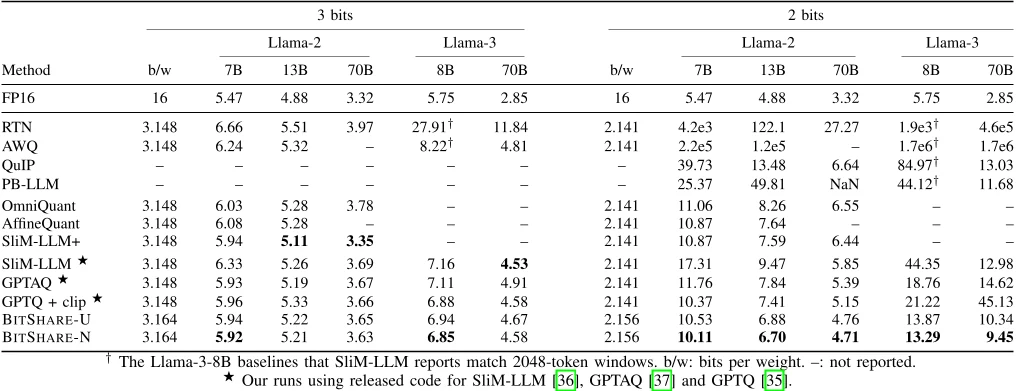 3 bits 2 bits
Llama-2 Llama-3 Llama-2 Llama-3
Method b/w 7B 13B 70B 8B 70B b/w 7B 13B 70B 8B 70B
FP16 16 5.47 4.88 3.32 5.75 2.85 16 5.47 4.88 3.32 5.75 2.85
RTN 3.148 6.66 5.51 3.97 27.91† 11.84 2.141 4.2e3 122.1 27.27 1.9e3† 4.6e5
AWQ 3.148 6.24 5.32 – 8.22† 4.81 2.141 2.2e5 1.2e5 – 1.7e6† 1.7e6
QuIP – – – – – – – 39.73 13.48 6.64 84.97† 13.03
PB-LLM – – – – – – – 25.37 49.81 NaN 44.12† 11.68
OmniQuant 3.148 6.03 5.28 3.78 – – 2.141 11.06 8.26 6.55 – –
AffineQuant 3.148 6.08 5.28 – – – 2.141 10.87 7.64 – – –
SliM-LLM+ 3.148 5.94 5.11 3.35 – – 2.141 10.87 7.59 6.44 – –
SliM-LLM ★ 3.148 6.33 5.26 3.69 7.16 4.53 2.141 17.31 9.47 5.85 44.35 12.98
GPTAQ ★ 3.148 5.93 5.19 3.67 7.11 4.91 2.141 11.76 7.84 5.39 18.76 14.62
GPTQ + clip ★ 3.148 5.96 5.33 3.66 6.88 4.58 2.141 10.37 7.41 5.15 21.22 45.13
BITSHARE-U 3.164 5.94 5.22 3.65 6.94 4.67 2.156 10.53 6.88 4.76 13.87 10.34
BITSHARE-N 3.164 5.92 5.21 3.63 6.85 4.58 2.156 10.11 6.70 4.71 13.29 9.45
† The Llama-3-8B baselines that SliM-LLM reports match 2048-token windows. b/w: bits per weight. –: not reported.
★ Our runs using released code for SliM-LLM [36], GPTAQ [37] and GPTQ [35].